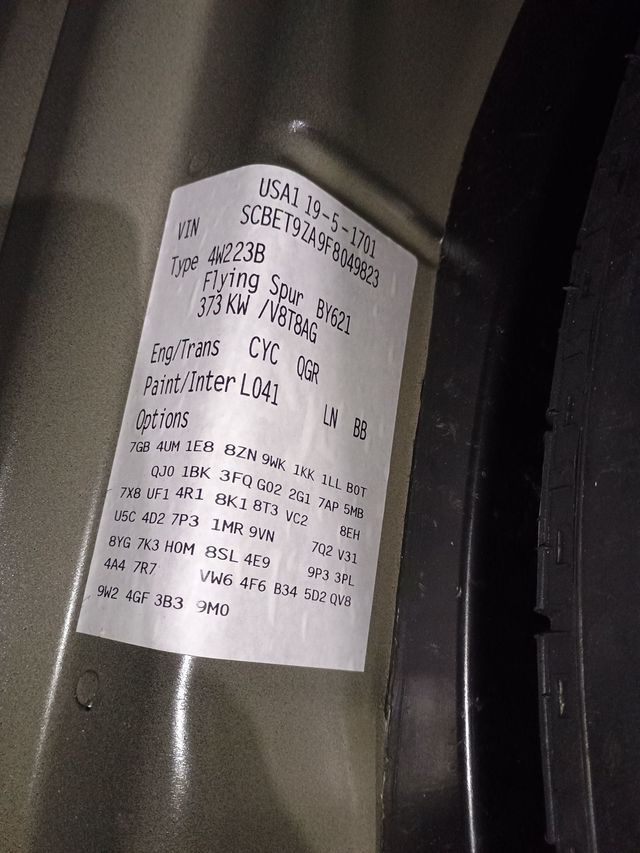 USA1 19-5-1701
VIN SCBET9ZA9F8049823
Type 4W223B
Flying Spur BY621
373 KW /V8T8AG
Eng/Trans CYC QGR
Paint/Inter L041 LN BB
Options
7GB 4UM 1E8 8ZN 9WK 1KK 1LL B0T
QJ0 1BK 3FQ G02 2G1 7AP 5MB
7X8 UF1 4R1 8K1 8T3 VC2 8EH
U5C 4D2 7P3 1MR 9VN 7Q2 V31
8YG 7K3 H0M 8SL 4E9 9P3 3PL
4A4 7R7 VW6 4F6 B34 5D2 QV8
9W2 4GF 3B3 9M0